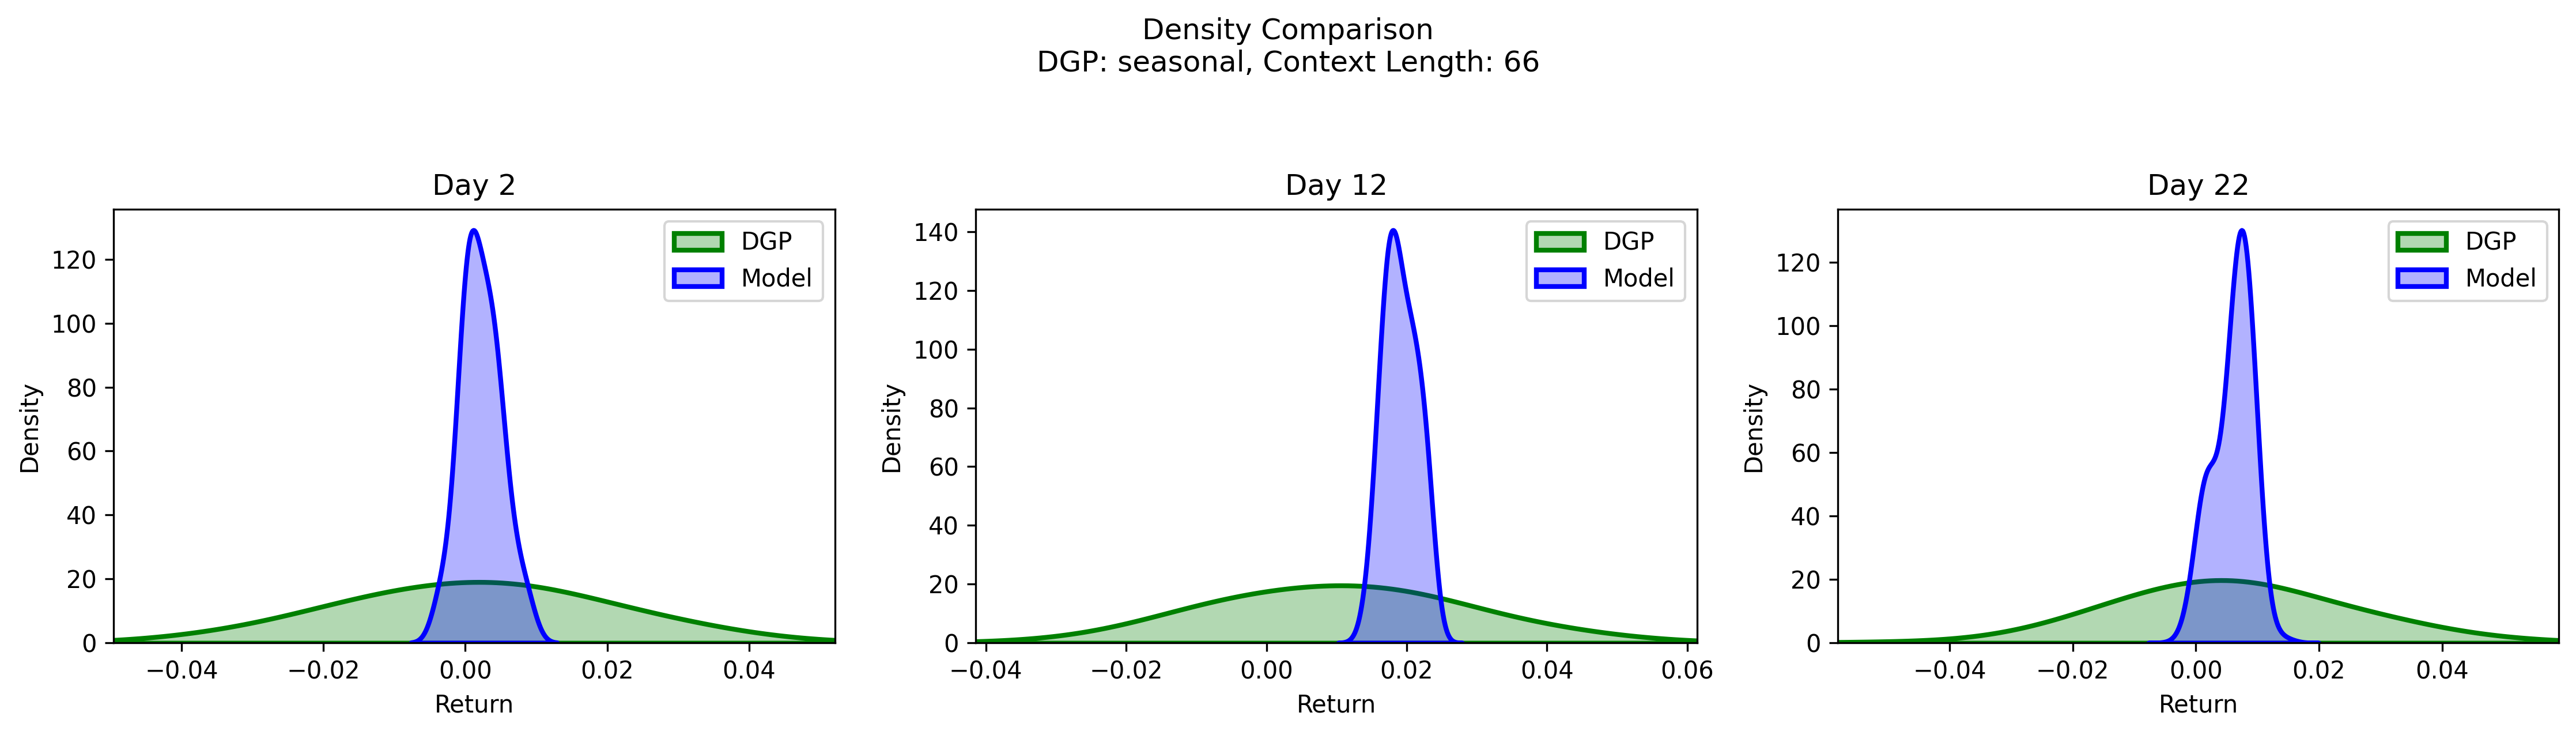 Density Comparison
DGP: seasonal, Context Length: 66
Day 2
DGP
Model
120
100
80
60
40
20
0
Density
−0.04 −0.02 0.00 0.02 0.04
Return
Day 12
DGP
Model
140
120
100
80
60
40
20
0
Density
−0.04 −0.02 0.00 0.02 0.04 0.06
Return
Day 22
DGP
Model
120
100
80
60
40
20
0
Density
−0.04 −0.02 0.00 0.02 0.04
Return